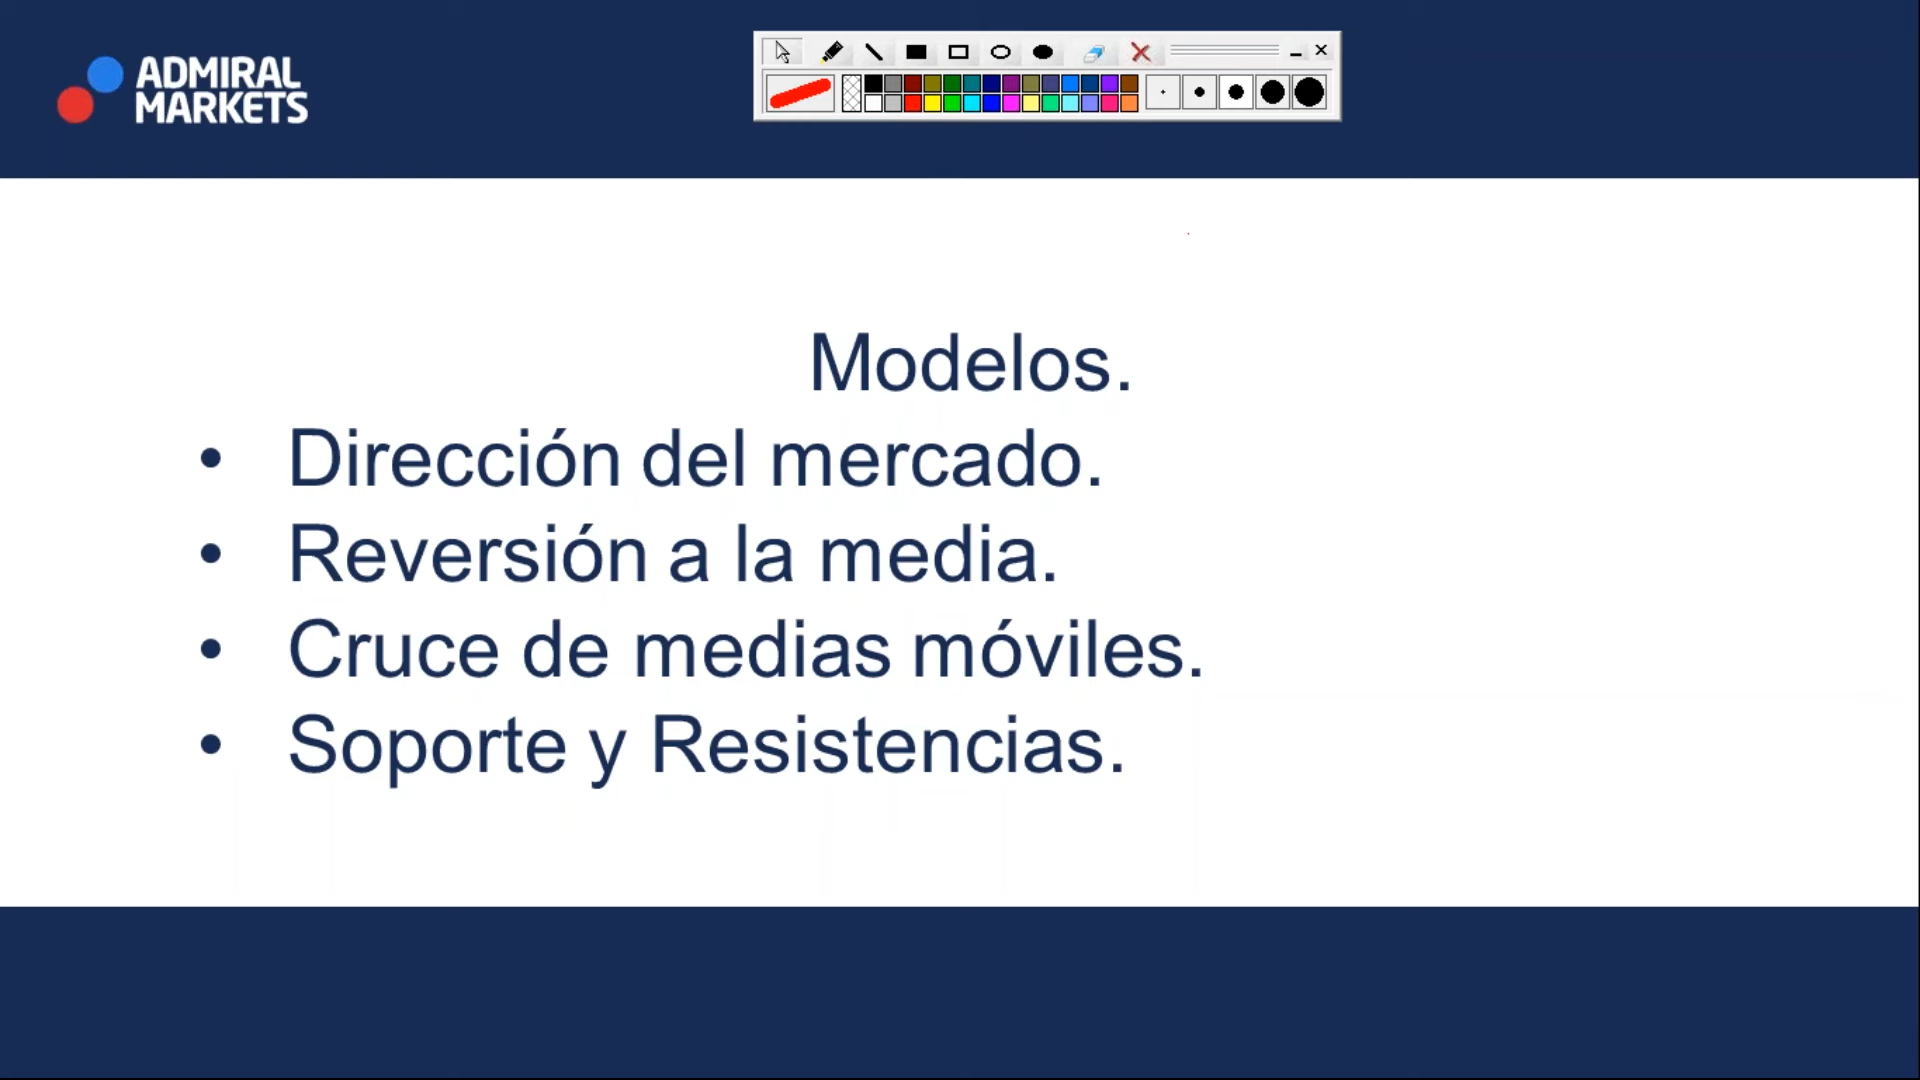 ADMIRAL
MARKETS
Modelos.
• Dirección del mercado.
• Reversión a la media.
• Cruce de medias móviles.
• Soporte y Resistencias.